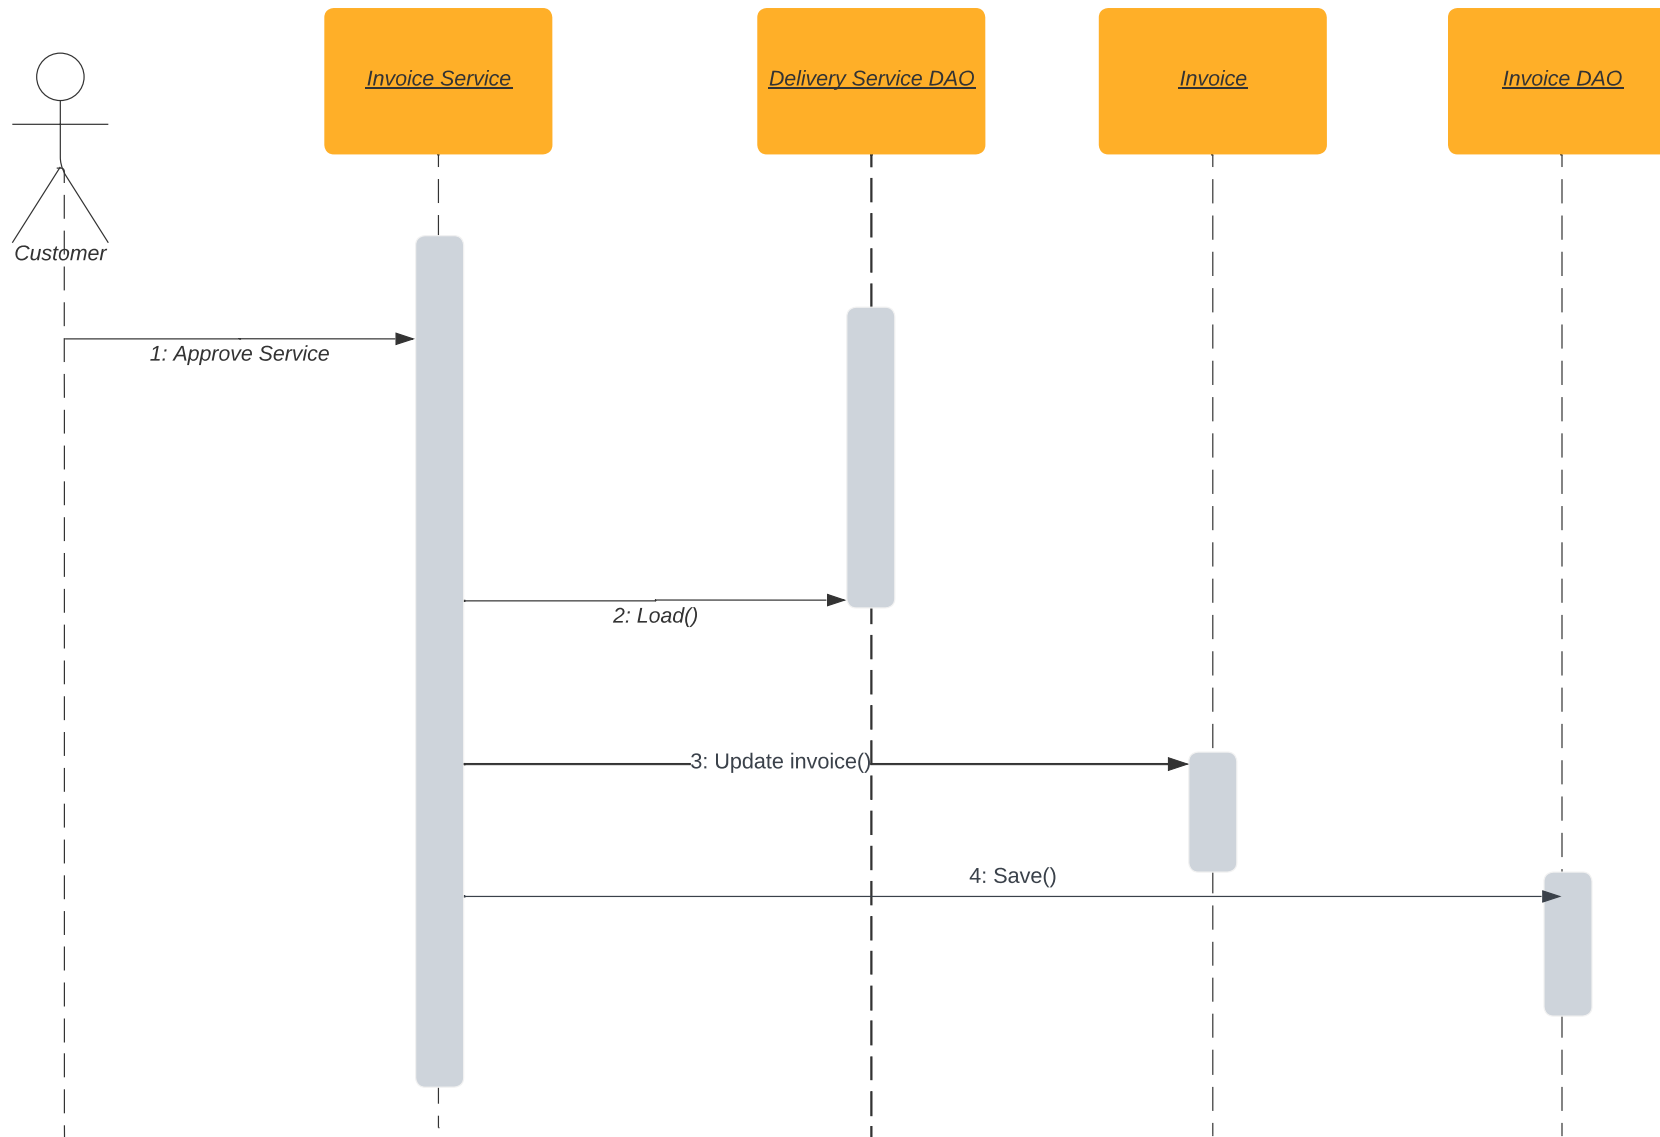 Invoice Service
Delivery Service DAO
Invoice
Invoice DAO
Customer
1: Approve Service
2: Load()
3: Update invoice()
4: Save()